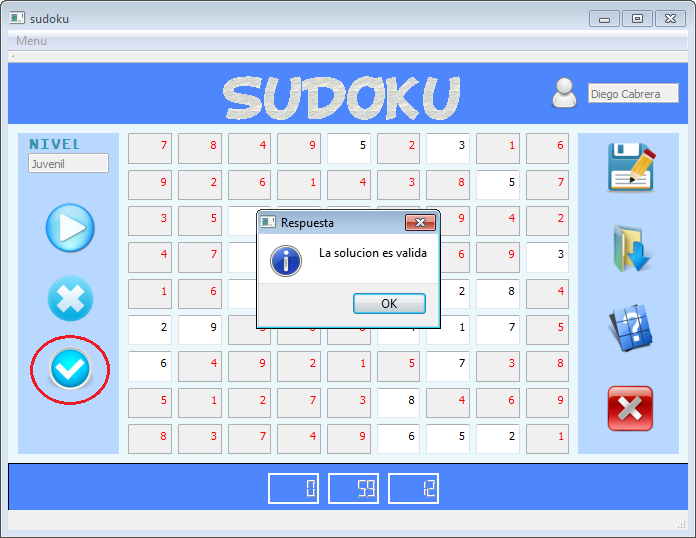 sudoku
Menu
SUDOKU
Diego Cabrera
NIVEL
Juvenil
7 8 4 9 5 2 3 1 6
9 2 6 1 4 3 8 5 7
3 5 9 4 2
4 7 6 9 3
1 6 2 8 4
2 9 1 7 5
6 4 9 2 1 5 7 3 8
5 1 2 7 3 8 4 6 9
8 3 7 4 9 6 5 2 1
Respuesta
La solucion es valida
OK
?
0 59 12